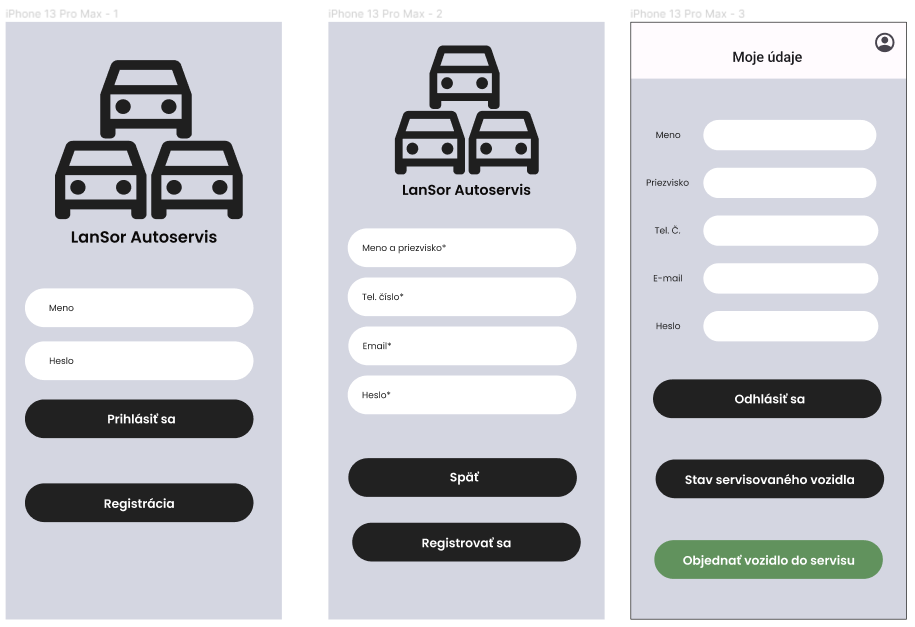 iPhone 13 Pro Max - 1
LanSor Autoservis
Meno
Heslo
Prihlásiť sa
Registrácia
iPhone 13 Pro Max - 2
LanSor Autoservis
Meno a priezvisko*
Tel. číslo*
Email*
Heslo*
Späť
Registrovať sa
iPhone 13 Pro Max - 3
Moje údaje
Meno
Priezvisko
Tel. Č.
E-mail
Heslo
Odhlásiť sa
Stav servisovaného vozidla
Objednať vozidlo do servisu